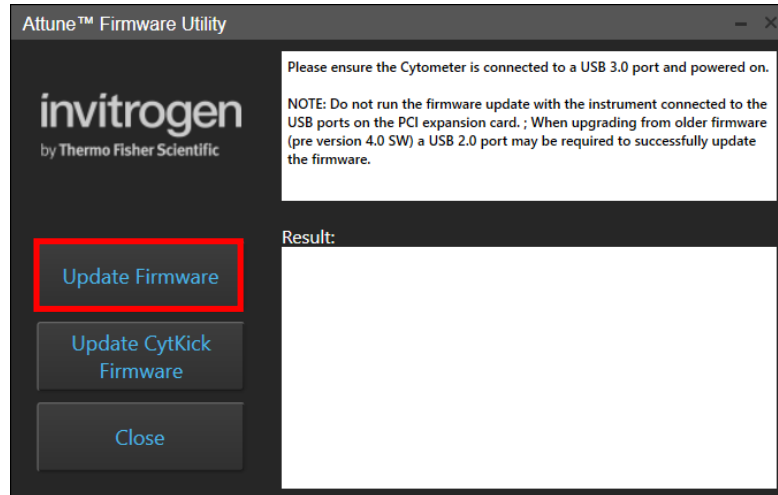 Attune™ Firmware Utility
invitrogen
by Thermo Fisher Scientific
Please ensure the Cytometer is connected to a USB 3.0 port and powered on.
NOTE: Do not run the firmware update with the instrument connected to the
USB ports on the PCI expansion card. ; When upgrading from older firmware
(pre version 4.0 SW) a USB 2.0 port may be required to successfully update
the firmware.
Result:
Update Firmware
Update CytKick
Firmware
Close